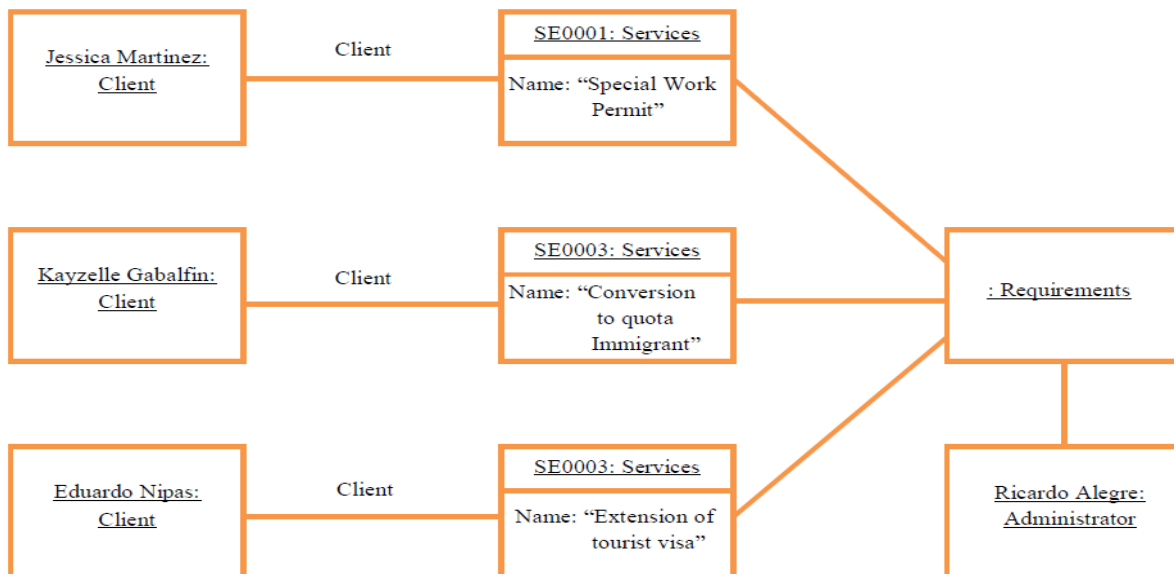 Jessica Martinez:
Client
Client
SE0001: Services
Name: “Special Work
Permit”
Kayzelle Gabalfin:
Client
Client
SE0003: Services
Name: “Conversion
to quota
Immigrant”
: Requirements
Eduardo Nipas:
Client
Client
SE0003: Services
Name: “Extension of
tourist visa”
Ricardo Alegre:
Administrator